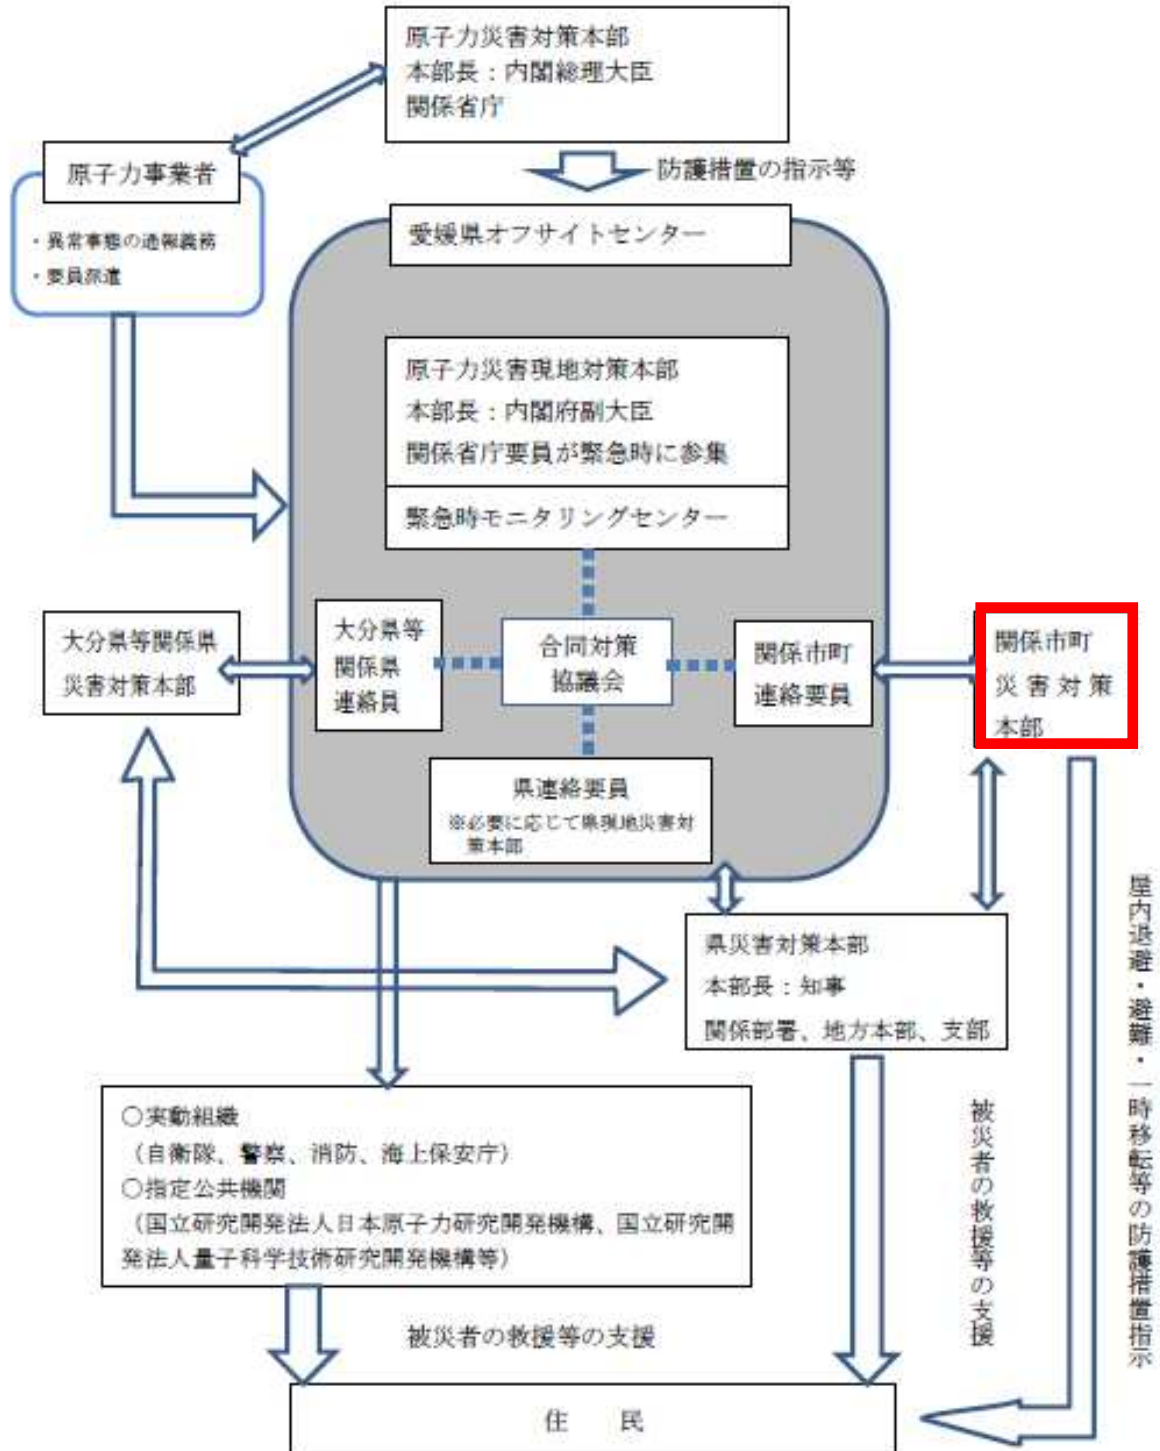 原子力災害対策本部
本部長：内閣総理大臣
関係省庁
原子力事業者
・異常事態の通報義務
・要員派遣
防護措置の指示等
愛媛県オフサイトセンター
原子力災害現地対策本部
本部長：内閣府副大臣
関係省庁要員が緊急時に参集
緊急時モニタリングセンター
大分県等関係県
災害対策本部
大分県等
関係県
連絡員
合同対策
協議会
関係市町
連絡要員
関係市町
災害対策
本部
県連絡要員
※必要に応じて県現地災害対
策本部
県災害対策本部
本部長：知事
関係部署、地方本部、支部
○実動組織
（自衛隊、警察、消防、海上保安庁）
○指定公共機関
（国立研究開発法人日本原子力研究開発機構、国立研究開
発法人量子科学技術研究開発機構等）
被災者の救援等の支援
被災者の救援等の支援
屋内退避・避難・一時移転等の防護措置指示
住　民